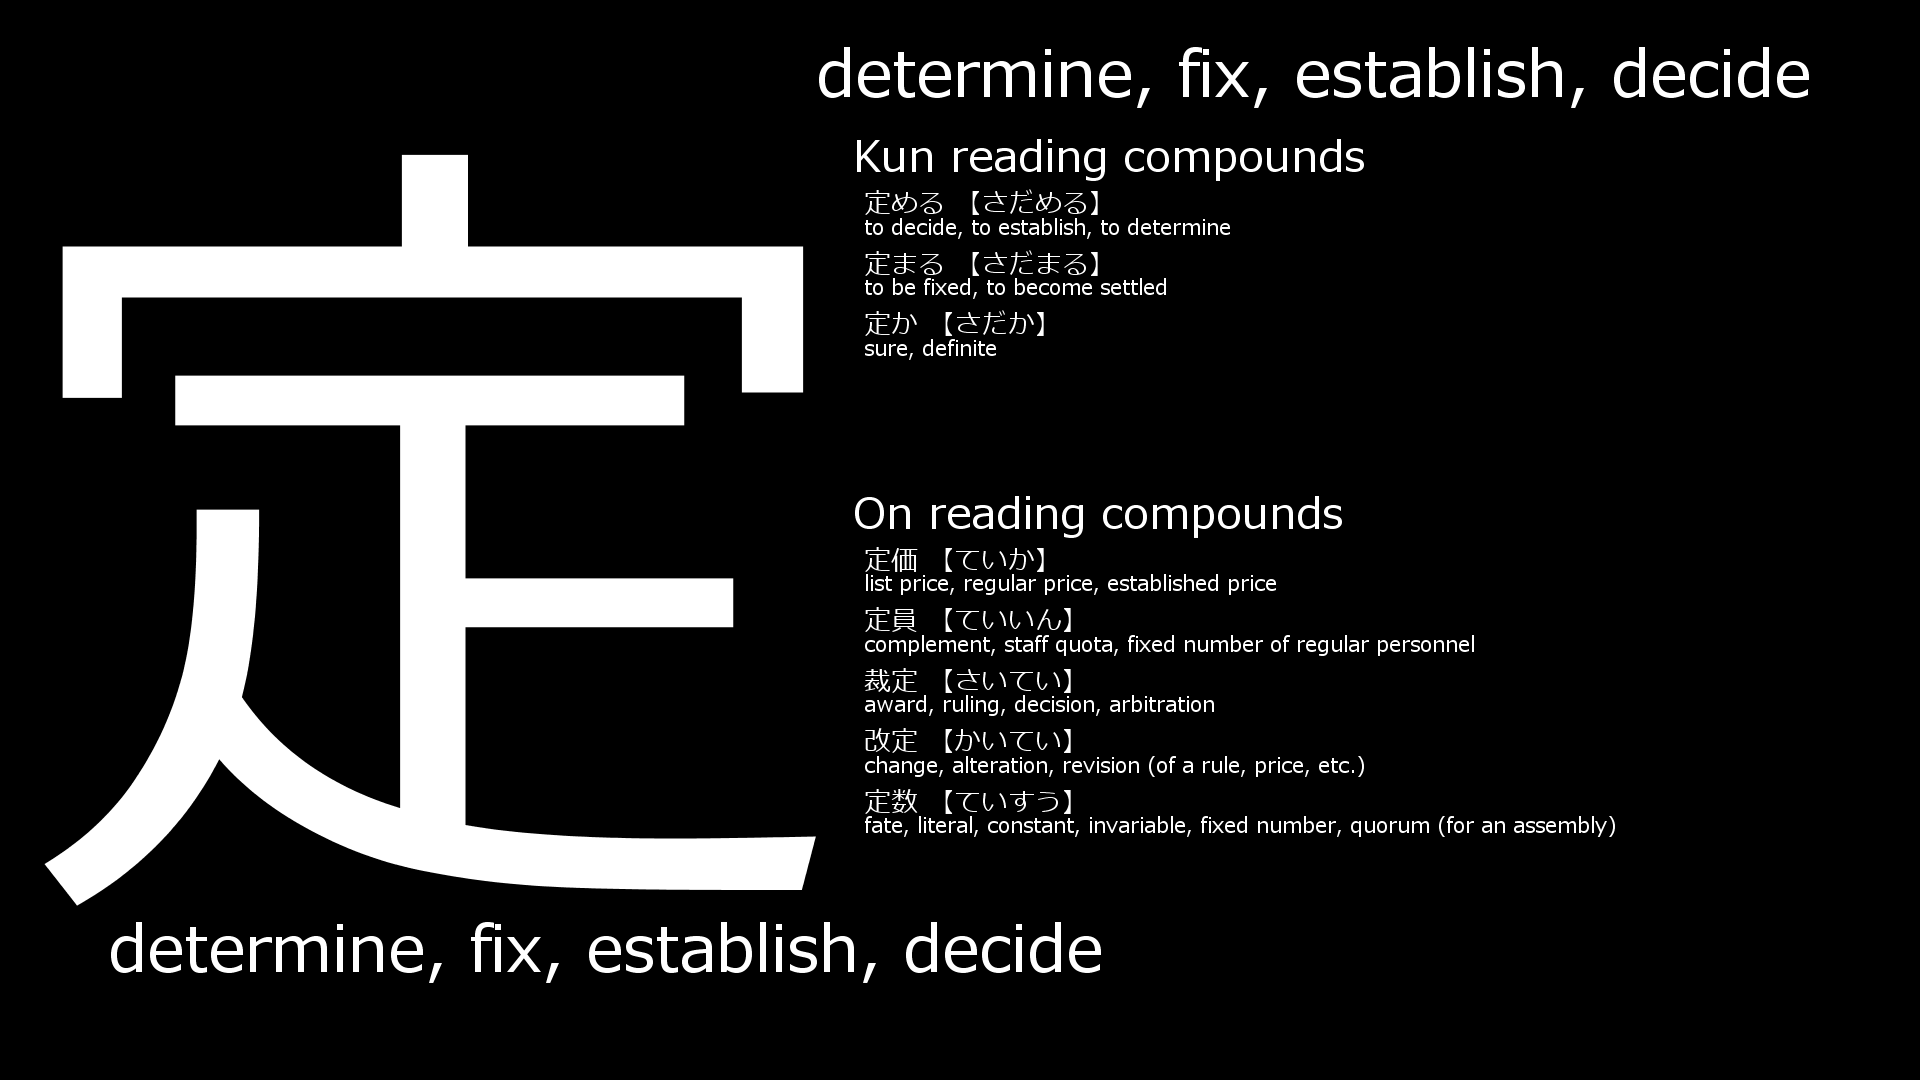 定
determine, fix, establish, decide
Kun reading compounds
定める 【さだめる】
to decide, to establish, to determine
定まる 【さだまる】
to be fixed, to become settled
定か 【さだか】
sure, definite
On reading compounds
定価 【ていか】
list price, regular price, established price
定員 【ていいん】
complement, staff quota, fixed number of regular personnel
裁定 【さいてい】
award, ruling, decision, arbitration
改定 【かいてい】
change, alteration, revision (of a rule, price, etc.)
定数 【ていすう】
fate, literal, constant, invariable, fixed number, quorum (for an assembly)
determine, fix, establish, decide